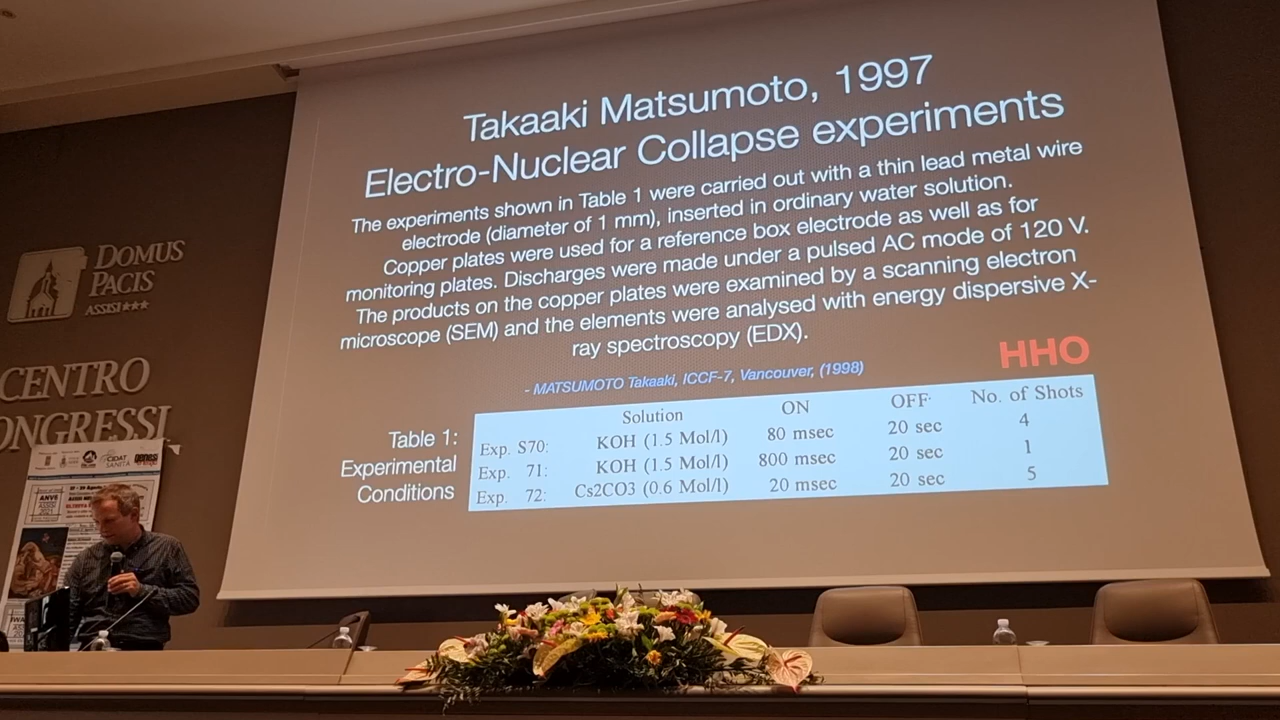 Takaaki Matsumoto, 1997
Electro-Nuclear Collapse experiments
The experiments shown in Table 1 were carried out with a thin lead metal wire
electrode (diameter of 1 mm), inserted in ordinary water solution.
Copper plates were used for a reference box electrode as well as for
monitoring plates. Discharges were made under a pulsed AC mode of 120 V.
The products on the copper plates were examined by a scanning electron
microscope (SEM) and the elements were analysed with energy dispersive X-
ray spectroscopy (EDX).
HHO
- MATSUMOTO Takaaki, ICCF-7, Vancouver, (1998)
Table 1:
Experimental
Conditions
Solution ON OFF No. of Shots
Exp. S70: KOH (1.5 Mol/l) 80 msec 20 sec 4
Exp. 71: KOH (1.5 Mol/l) 800 msec 20 sec 1
Exp. 72: Cs2CO3 (0.6 Mol/l) 20 msec 20 sec 5
DOMUS
PACIS
ASSISI★★★
CENTRO
ONGRESSI
CIDAT
SANITA